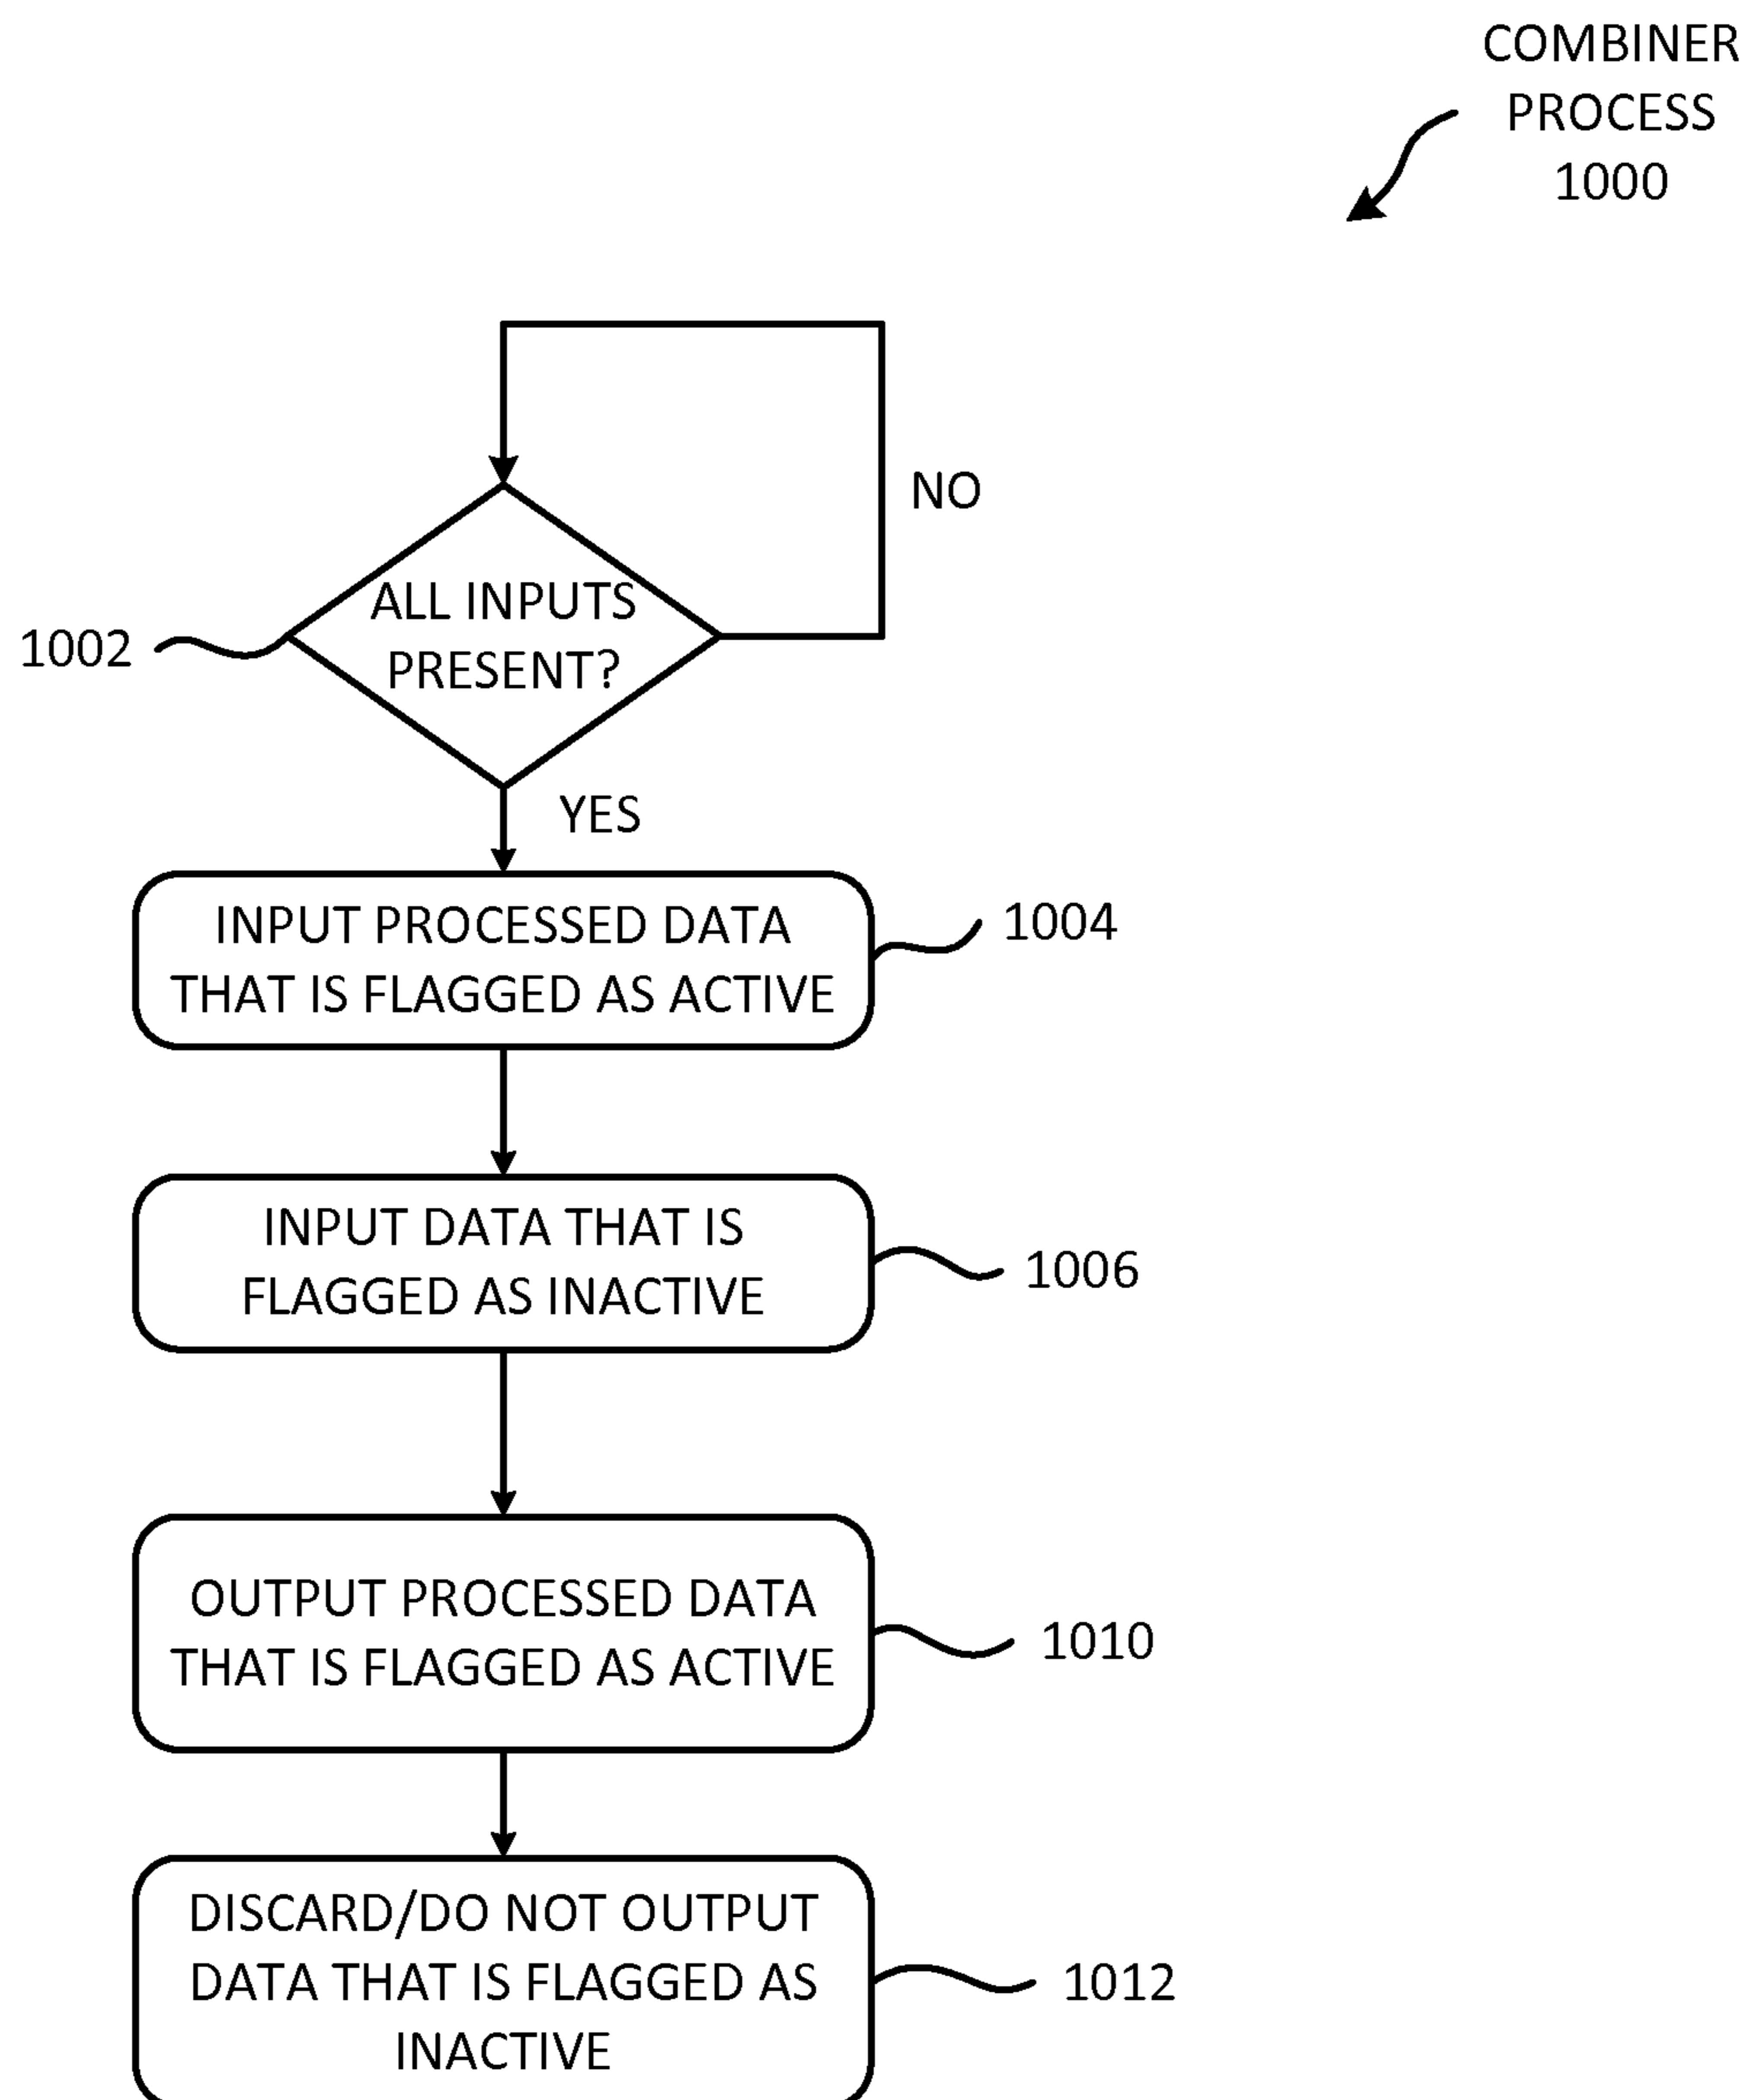 COMBINER
PROCESS
1000
NO
ALL INPUTS
PRESENT?
1002
YES
INPUT PROCESSED DATA
THAT IS FLAGGED AS ACTIVE
1004
INPUT DATA THAT IS
FLAGGED AS INACTIVE
1006
OUTPUT PROCESSED DATA
THAT IS FLAGGED AS ACTIVE
1010
DISCARD/DO NOT OUTPUT
DATA THAT IS FLAGGED AS
INACTIVE
1012